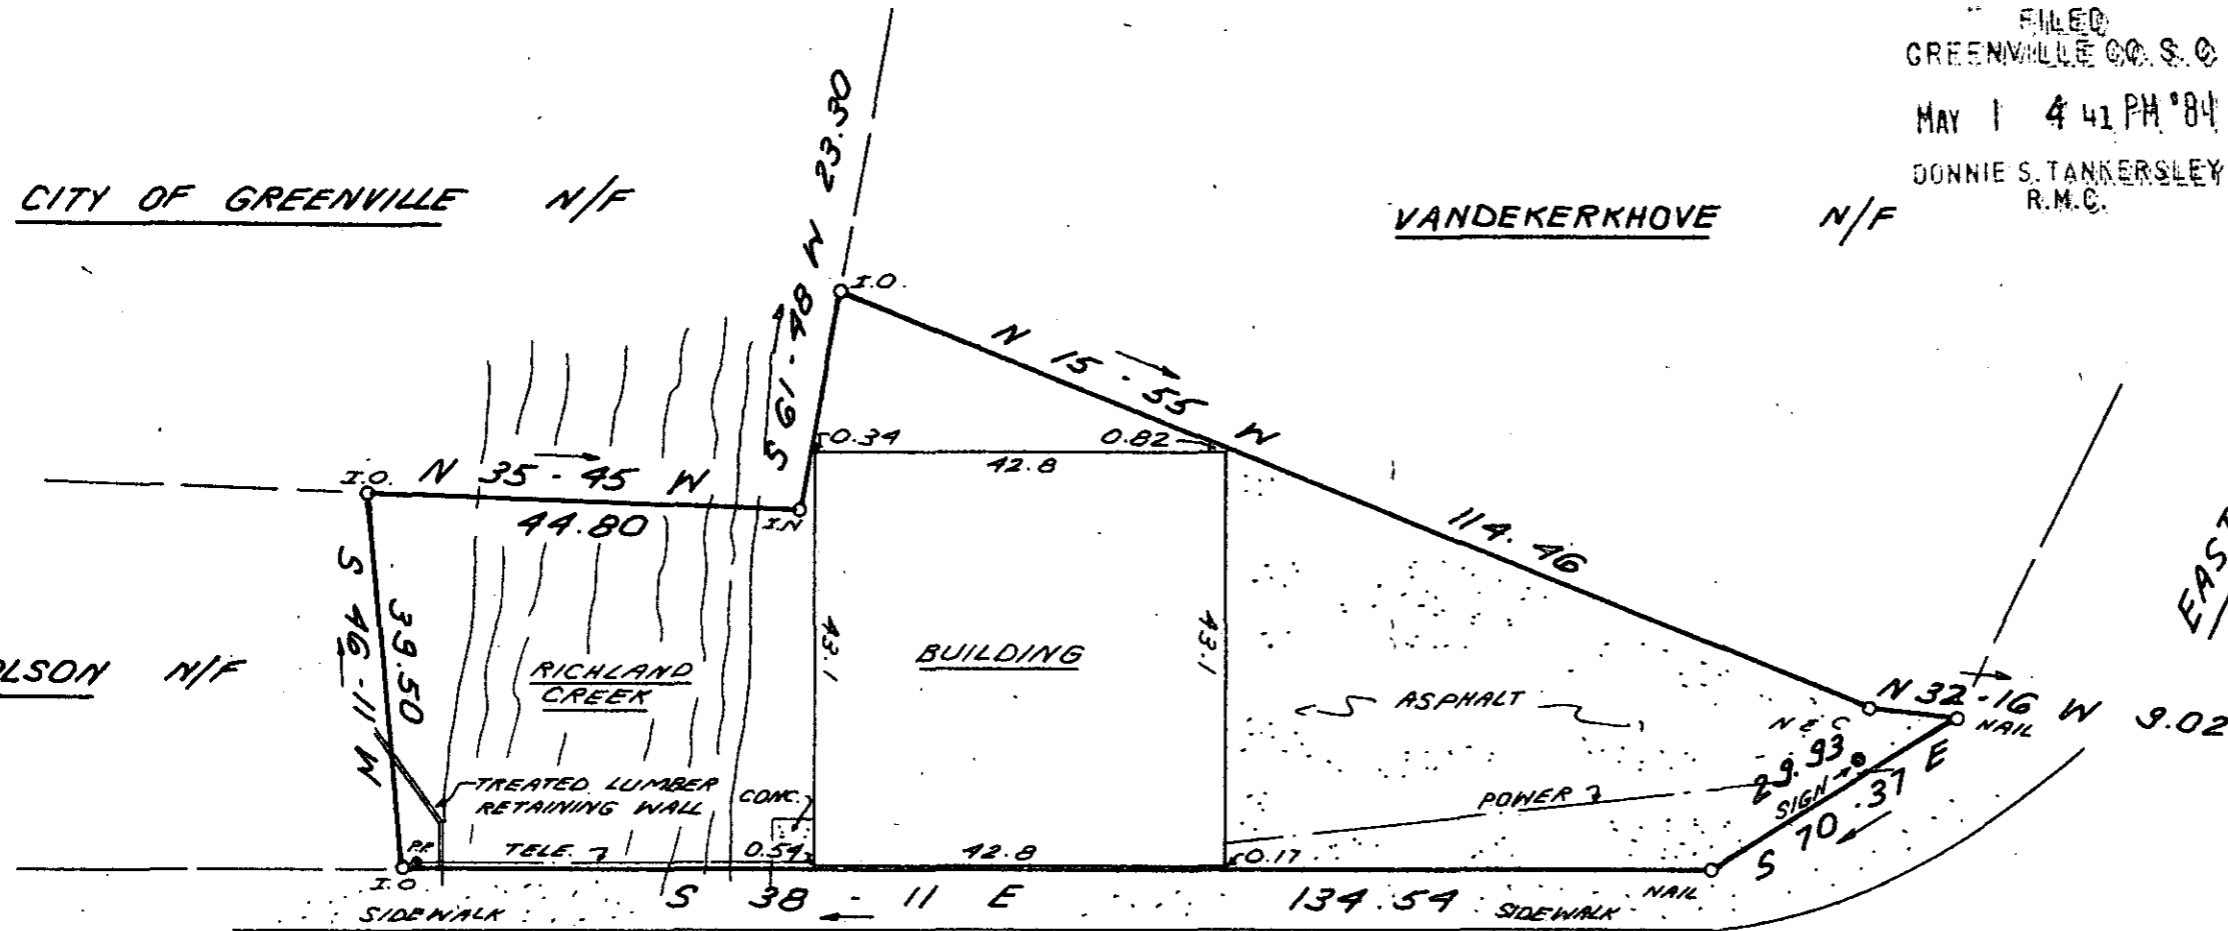 FILED
GREENVILLE CO. S. C
MAY 1 4 41 PM '84
DONNIE S. TANKERSLEY
R.M.C.
CITY OF GREENVILLE N/F
VANDEKERKHOVE N/F
S 61-48 W 23.30
I.O.
N 15-55 W
114.46
0.34
0.82
42.8
I.O.
N 35-45 W
44.80
I.N
S 46-11 W
39.50
OLSON N/F
RICHLAND
CREEK
43.1
BUILDING
43.1
ASPHALT
EAST
N 32-16 W 9.02
NAIL
N E C
29.93
SIGN
S 70.37 E
TREATED LUMBER
RETAINING WALL
CONC.
POWER
P.P.
TELE.
0.54
42.8
0.17
I.O
S 38-11 E
134.54
NAIL
SIDEWALK
SIDEWALK